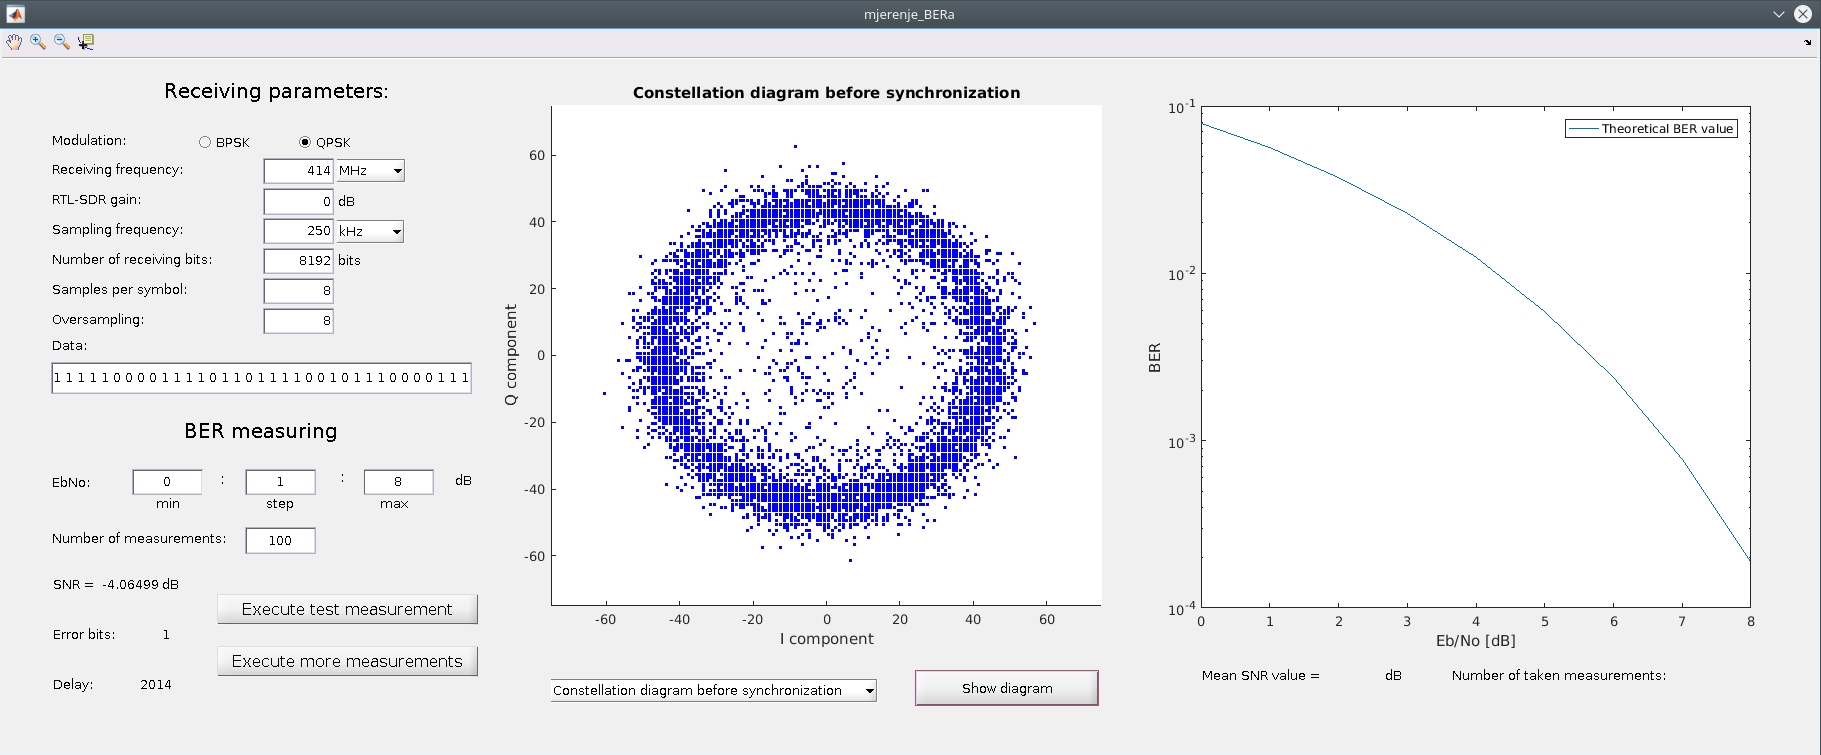 mjerenje_BERa
Receiving parameters:
Modulation: BPSK QPSK
Receiving frequency: 414 MHz
RTL-SDR gain: 0 dB
Sampling frequency: 250 kHz
Number of receiving bits: 8192 bits
Samples per symbol: 8
Oversampling: 8
Data:
1 1 1 1 1 0 0 0 0 1 1 1 1 0 1 1 0 1 1 1 1 0 0 1 0 1 1 1 0 0 0 0 1 1 1
BER measuring
EbNo: 0 : 1 : 8 dB
min step max
Number of measurements: 100
SNR = -4.06499 dB
Execute test measurement
Error bits: 1
Execute more measurements
Delay: 2014
Constellation diagram before synchronization
60
40
20
0
-20
-40
-60
Q component
-60 -40 -20 0 20 40 60
I component
Constellation diagram before synchronization
Show diagram
Theoretical BER value
10-1
10-2
10-3
10-4
BER
0 1 2 3 4 5 6 7 8
Eb/No [dB]
Mean SNR value = dB Number of taken measurements: